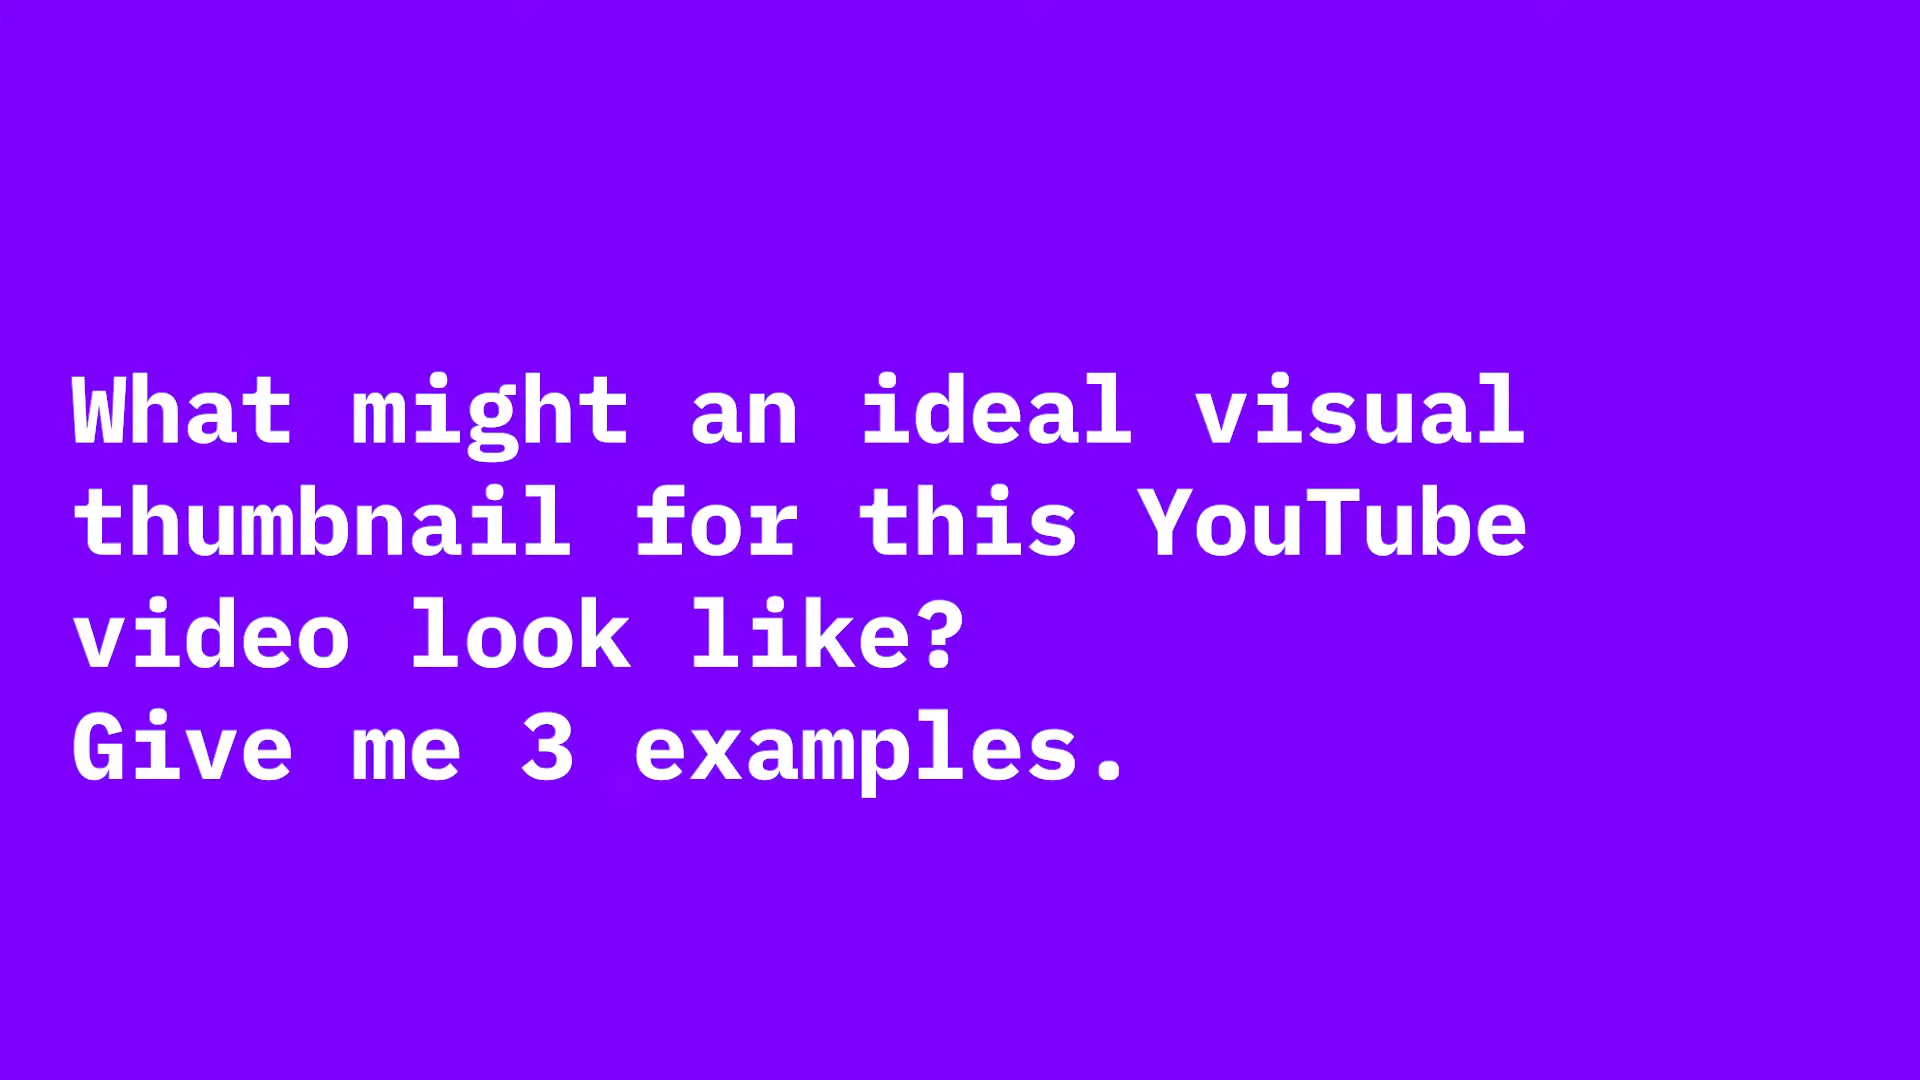 What might an ideal visual
thumbnail for this YouTube
video look like?
Give me 3 examples.